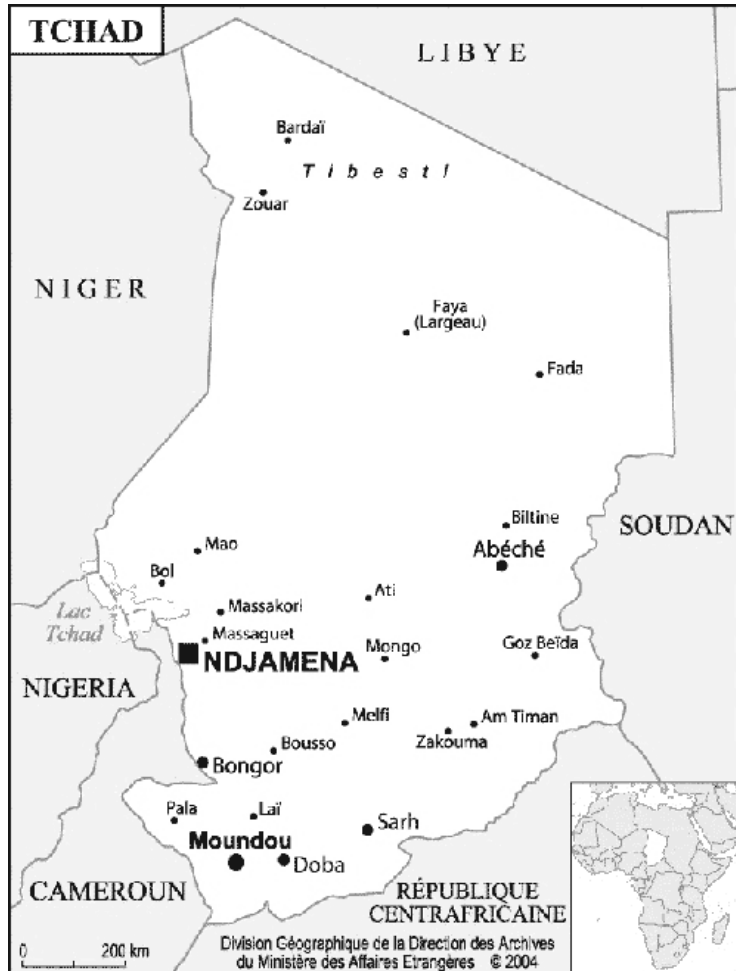 TCHAD
LIBYE
Bardaï
Tibesti
Zouar
NIGER
Faya
(Largeau)
Fada
Biltine
SOUDAN
Mao
Abéché
Bol
Ati
Massakori
Lac
Tchad
Massaguet
Mongo
Goz Beïda
NDJAMENA
NIGERIA
Melfi
Am Timan
Zakouma
Bousso
Bongor
Pala
Laï
Sarh
Moundou
Doba
CAMEROUN
RÉPUBLIQUE
CENTRAFRICAINE
0 200 km
Division Géographique de la Direction des Archives
du Ministère des Affaires Etrangères © 2004